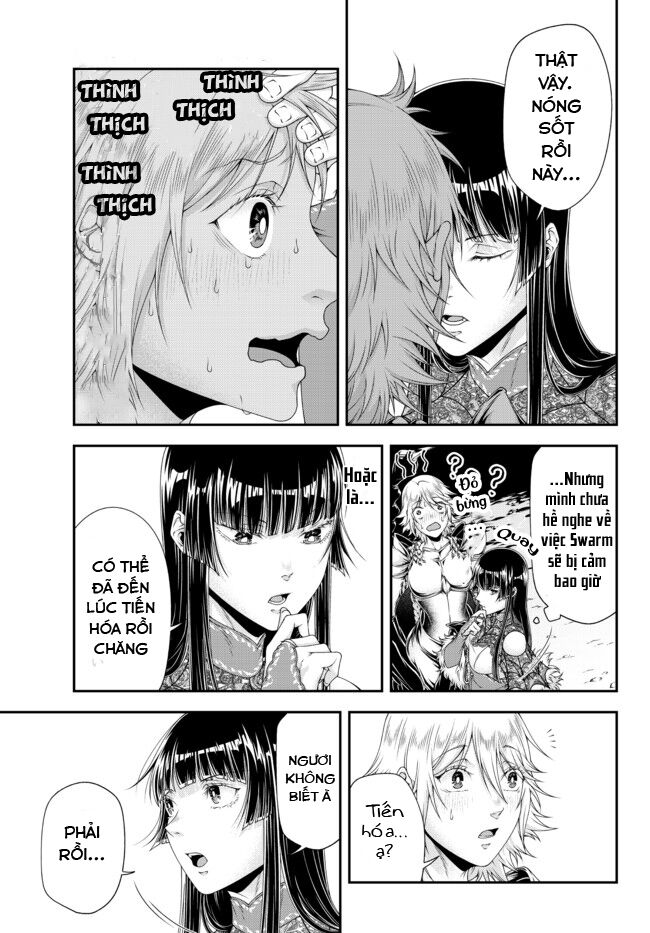 THẬT
VẬY.
NÓNG
SỐT
RỒI
NÀY...
THÌNH
THỊCH
THÌNH
THỊCH
THÌNH
THỊCH
...Nhưng
mình chưa
hề nghe về
việc Swarm
sẽ bị cảm
bao giờ
?
?
Đỏ
bừng
...
Quay
Hoặc
là...
CÓ THỂ
ĐÃ ĐẾN
LÚC TIẾN
HÓA RỒI
CHĂNG
Tiến
hóa...
ạ?
NGƯƠI
KHÔNG
BIẾT À
PHẢI
RỒI...